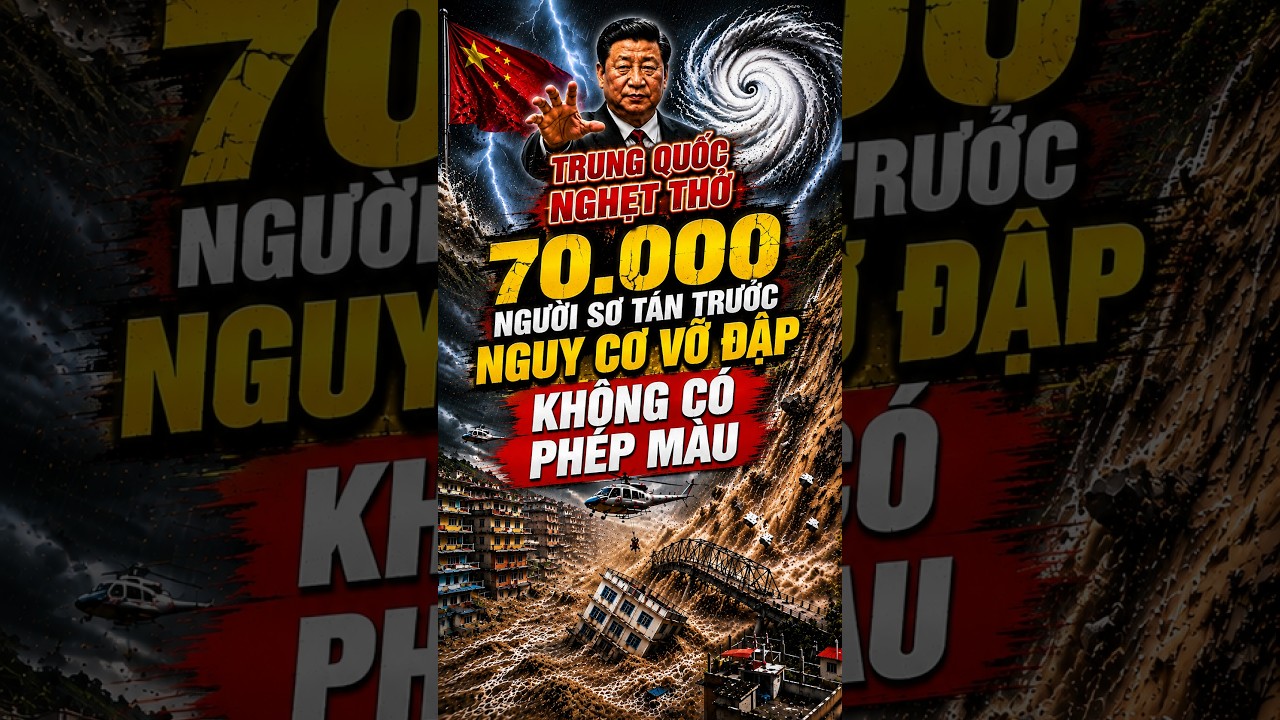 TRUNG QUỐC
NGHẸT THỞ
70.000
NGƯỜI SƠ TÁN TRƯỚC
NGUY CƠ VỠ ĐẬP
KHÔNG CÓ
PHÉP MÀU